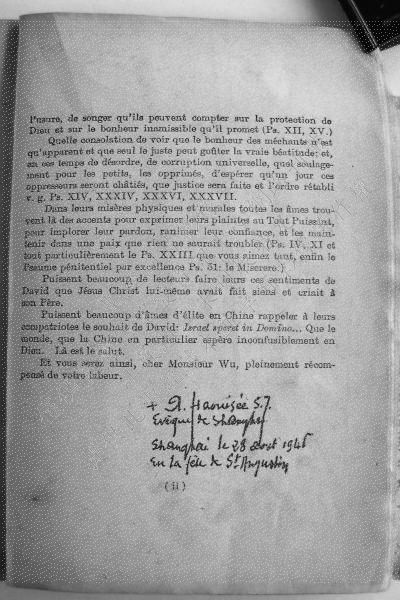 l'usure, de songer qu'ils peuvent compter sur la protection de
Dieu et sur le bonheur inamissible qu'il promet (Ps. XII, XV.)
Quelle consolation de voir que le bonheur des méchants n'est
qu'apparent et que seul le juste peut goûter la vraie béatitude: et,
en ces temps de désordre, de corruption universelle, quel soulage-
ment pour les petits, les opprimés, d'espérer qu'un jour ces
oppresseurs seront châtiés, que justice sera faite et l'ordre rétabli
v. g. Ps. XIV, XXXIV, XXXVI, XXXVII.
Dans leurs misères physiques et morales toutes les âmes trou-
vent là des accents pour exprimer leurs plaintes au Tout Puissant,
pour implorer leur pardon, ranimer leur confiance, et les main-
tenir dans une paix que rien ne saurait troubler (Ps. IV, XI et
tout particulièrement le Ps. XXIII que vous aimez tant, enfin le
Psaume pénitentiel par excellence Ps. 51: le Miserere.)
Puissent beaucoup de lecteurs faire leurs ces sentiments de
David que Jésus Christ lui-même avait fait siens et criait à
son Père.
Puissent beaucoup d'âmes d'élite en Chine rappeler à leurs
compatriotes le souhait de David: Israel speret in Domino... Que le
monde, que la Chine en particulier espère inconfusiblement en
Dieu. Là est le salut.
Et vous serez ainsi, cher Monsieur Wu, pleinement récom-
pensé de votre labeur.
+ A. Haouisée S.J.
Evêque de Shanghai
Shanghai le 28 août 1946
en la fête de St Augustin
(ii)